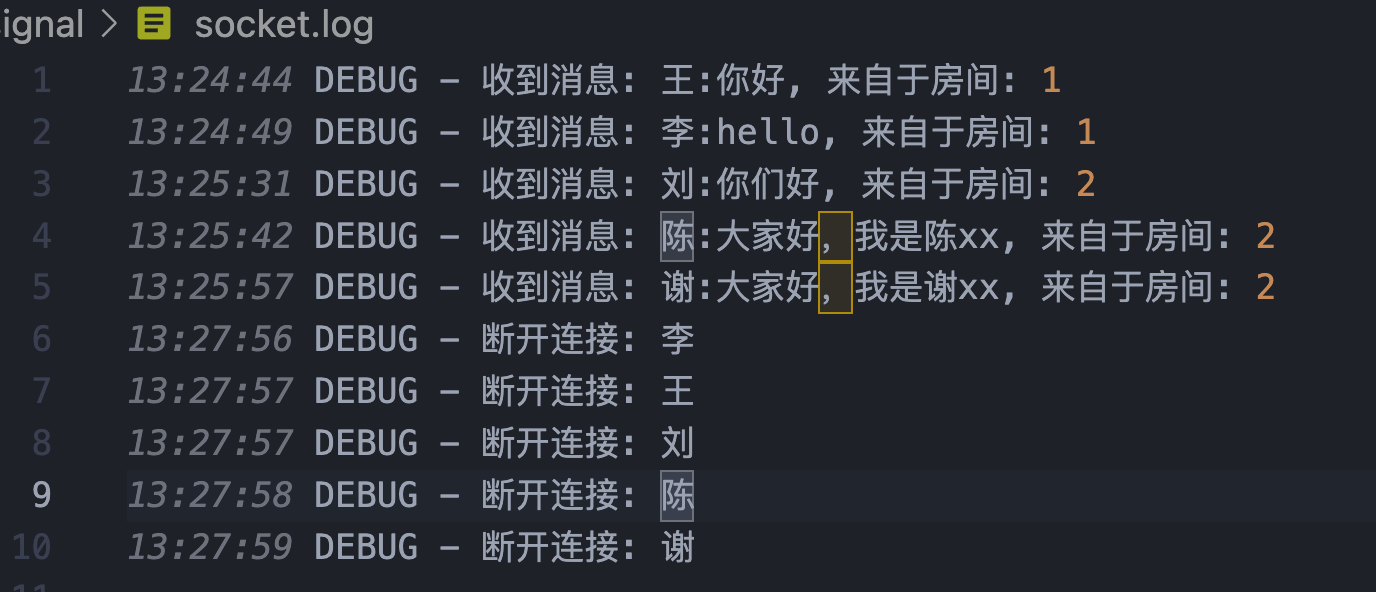 ignal > socket.log
1 13:24:44 DEBUG - 收到消息: 王:你好, 来自于房间: 1
2 13:24:49 DEBUG - 收到消息: 李:hello, 来自于房间: 1
3 13:25:31 DEBUG - 收到消息: 刘:你们好, 来自于房间: 2
4 13:25:42 DEBUG - 收到消息: 陈:大家好，我是陈xx, 来自于房间: 2
5 13:25:57 DEBUG - 收到消息: 谢:大家好，我是谢xx, 来自于房间: 2
6 13:27:56 DEBUG - 断开连接: 李
7 13:27:57 DEBUG - 断开连接: 王
8 13:27:57 DEBUG - 断开连接: 刘
9 13:27:58 DEBUG - 断开连接: 陈
10 13:27:59 DEBUG - 断开连接: 谢